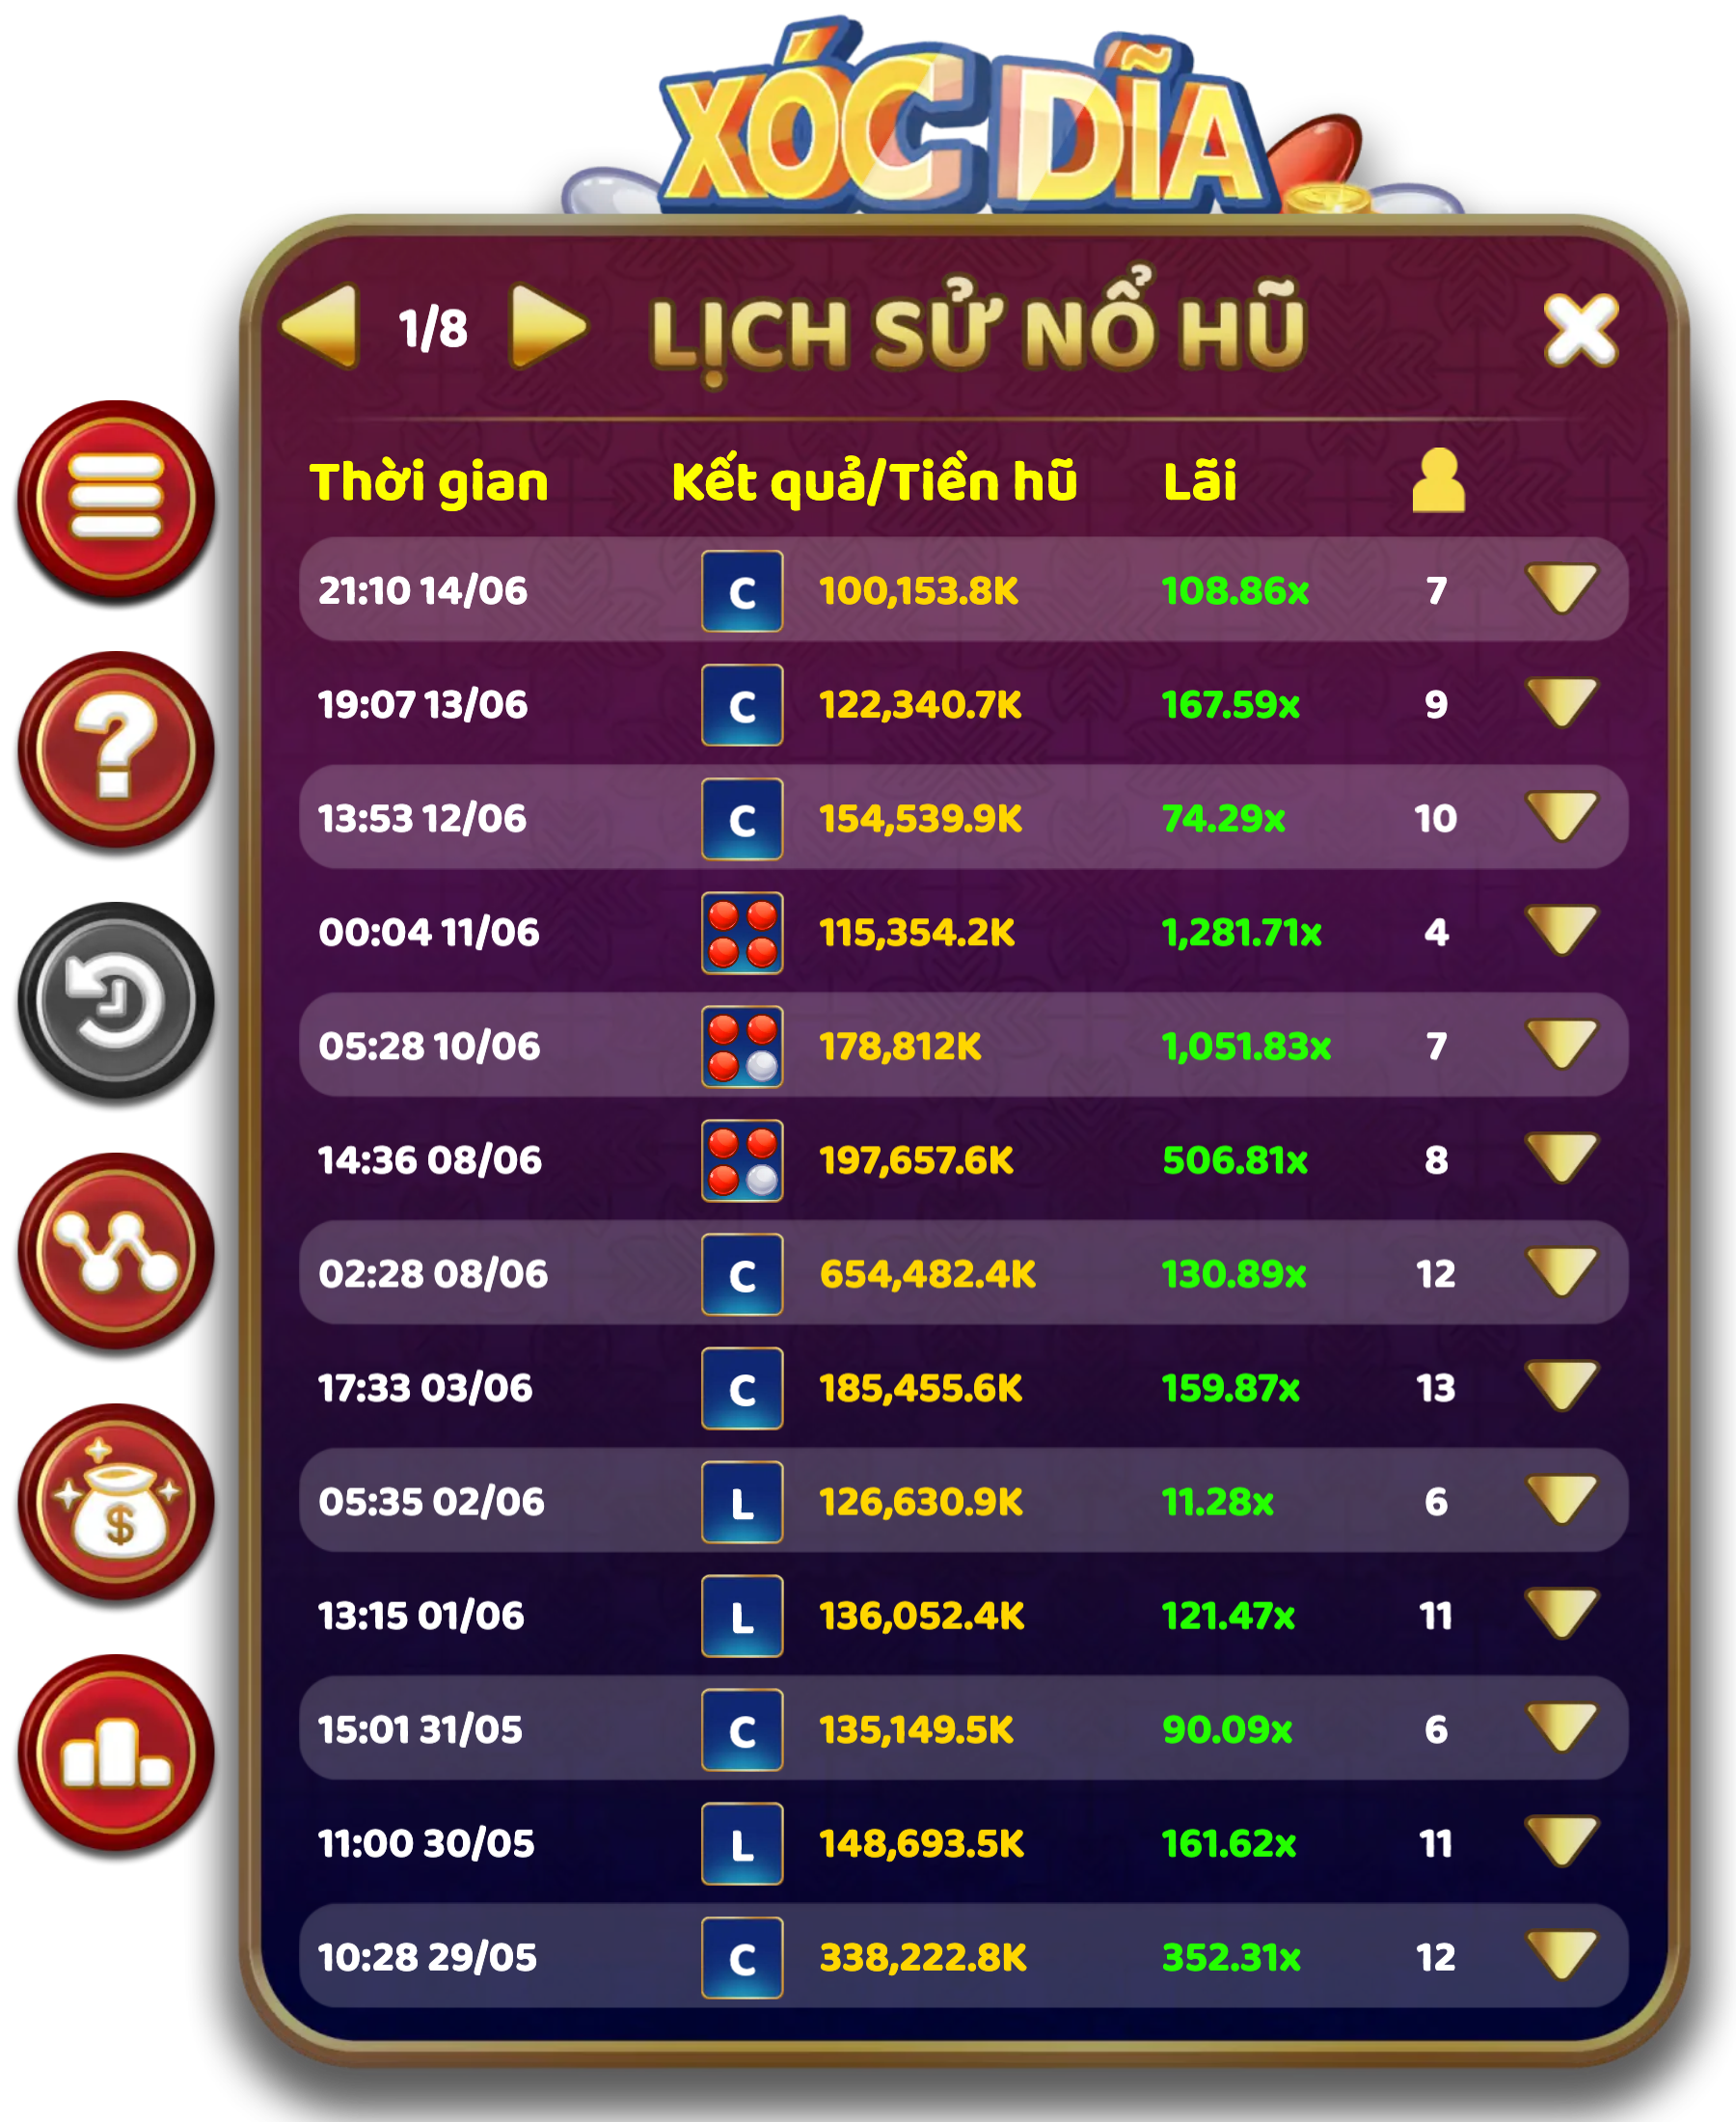 XÓC DĨA
1/8 LỊCH SỬ NỔ HŨ
Thời gian Kết quả/Tiền hũ Lãi
21:10 14/06 C 100,153.8K 108.86x 7
19:07 13/06 C 122,340.7K 167.59x 9
13:53 12/06 C 154,539.9K 74.29x 10
00:04 11/06 115,354.2K 1,281.71x 4
05:28 10/06 178,812K 1,051.83x 7
14:36 08/06 197,657.6K 506.81x 8
02:28 08/06 C 654,482.4K 130.89x 12
17:33 03/06 C 185,455.6K 159.87x 13
05:35 02/06 L 126,630.9K 11.28x 6
13:15 01/06 L 136,052.4K 121.47x 11
15:01 31/05 C 135,149.5K 90.09x 6
11:00 30/05 L 148,693.5K 161.62x 11
10:28 29/05 C 338,222.8K 352.31x 12